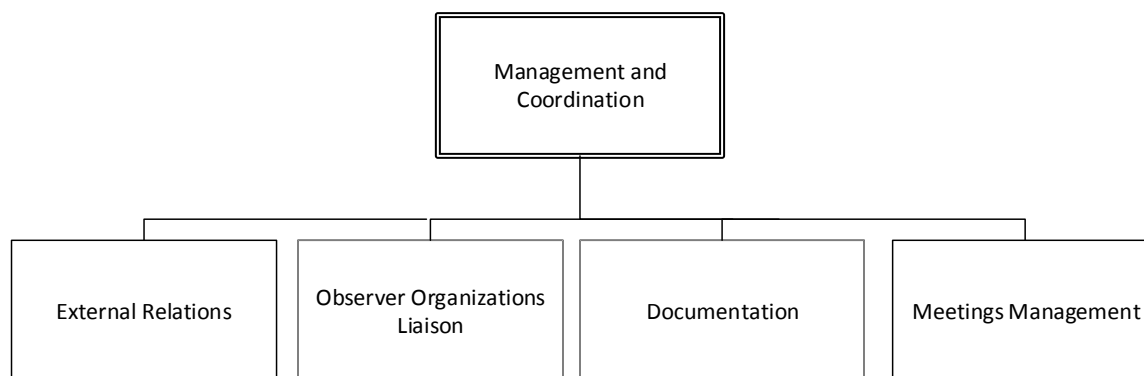 Management and
Coordination
External Relations
Observer Organizations
Liaison
Documentation
Meetings Management